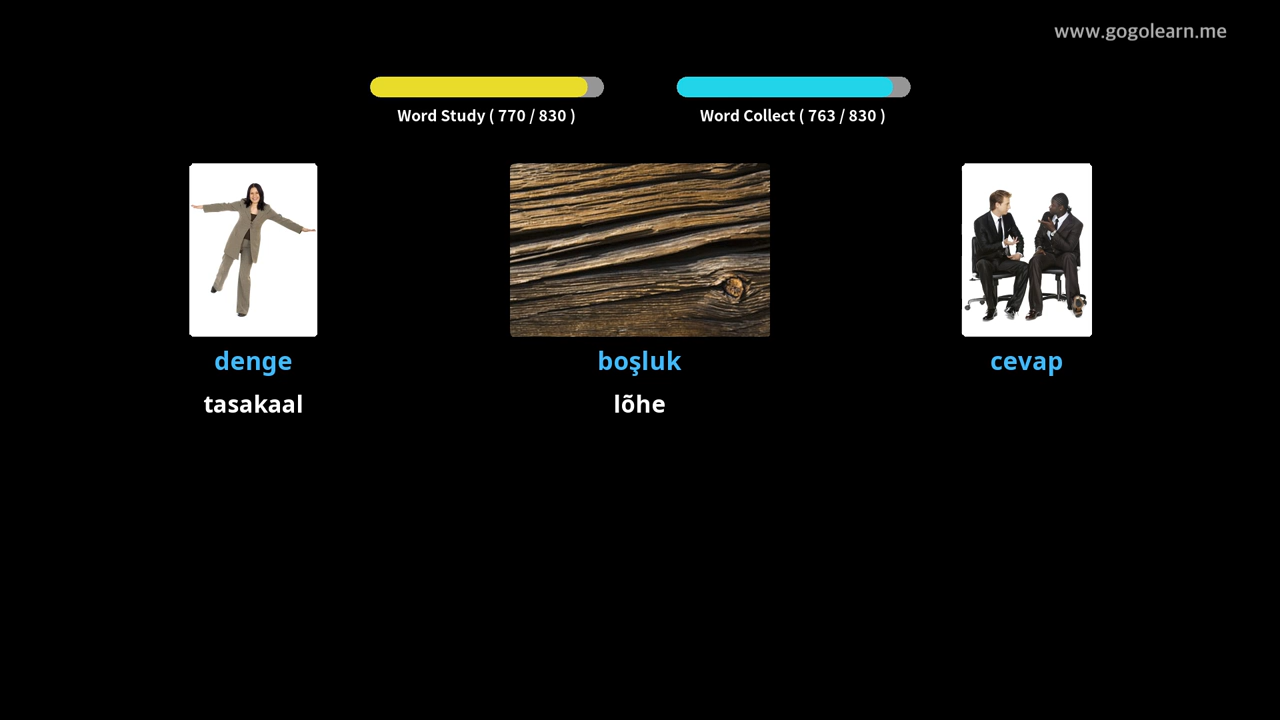 www.gogolearn.me
Word Study ( 770 / 830 )
Word Collect ( 763 / 830 )
denge
boşluk
cevap
tasakaal
lõhe